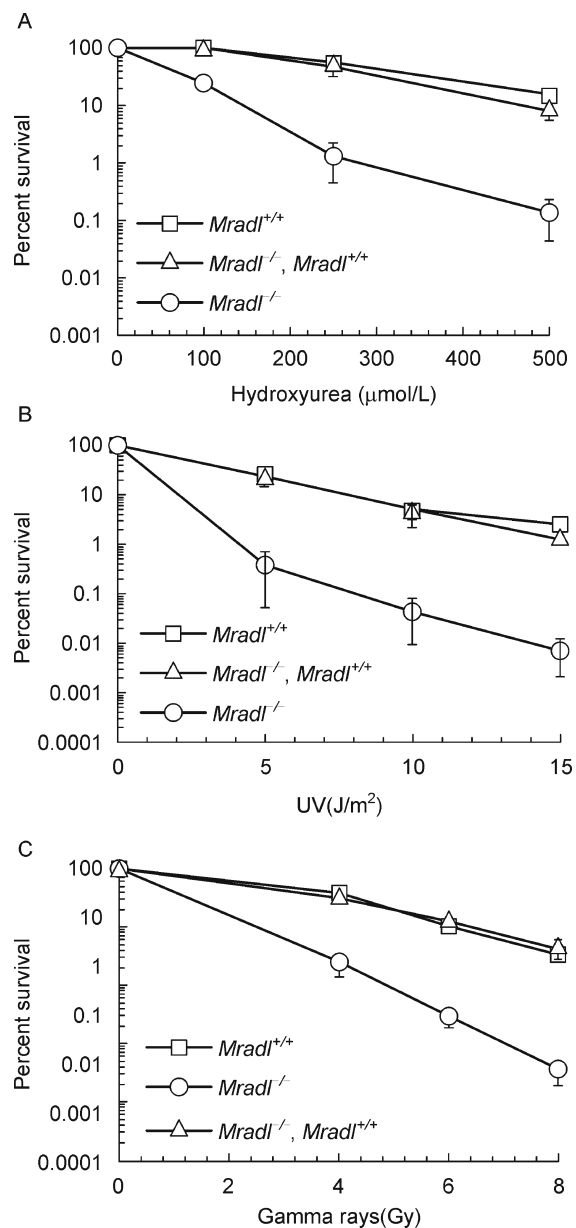 A
100
10
1
0.1
0.01
0.001
Percent survival
Mradl+/+
Mradl−/−, Mradl+/+
Mradl−/−
0 100 200 300 400 500
Hydroxyurea (μmol/L)
B
100
10
1
0.1
0.01
0.001
0.0001
Percent survival
Mradl+/+
Mradl−/−, Mradl+/+
Mradl−/−
0 5 10 15
UV(J/m²)
C
100
10
1
0.1
0.01
0.001
0.0001
Percent survival
Mradl+/+
Mradl−/−
Mradl−/−, Mradl+/+
0 2 4 6 8
Gamma rays(Gy)